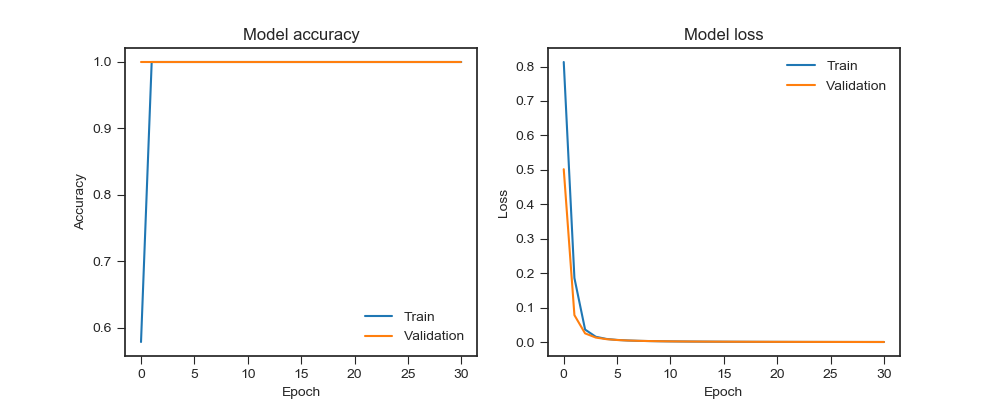 Model accuracy
1.0
0.9
0.8
0.7
0.6
Accuracy
0 5 10 15 20 25 30
Epoch
Train
Validation
Model loss
0.8
0.7
0.6
0.5
0.4
0.3
0.2
0.1
0.0
Loss
0 5 10 15 20 25 30
Epoch
Train
Validation